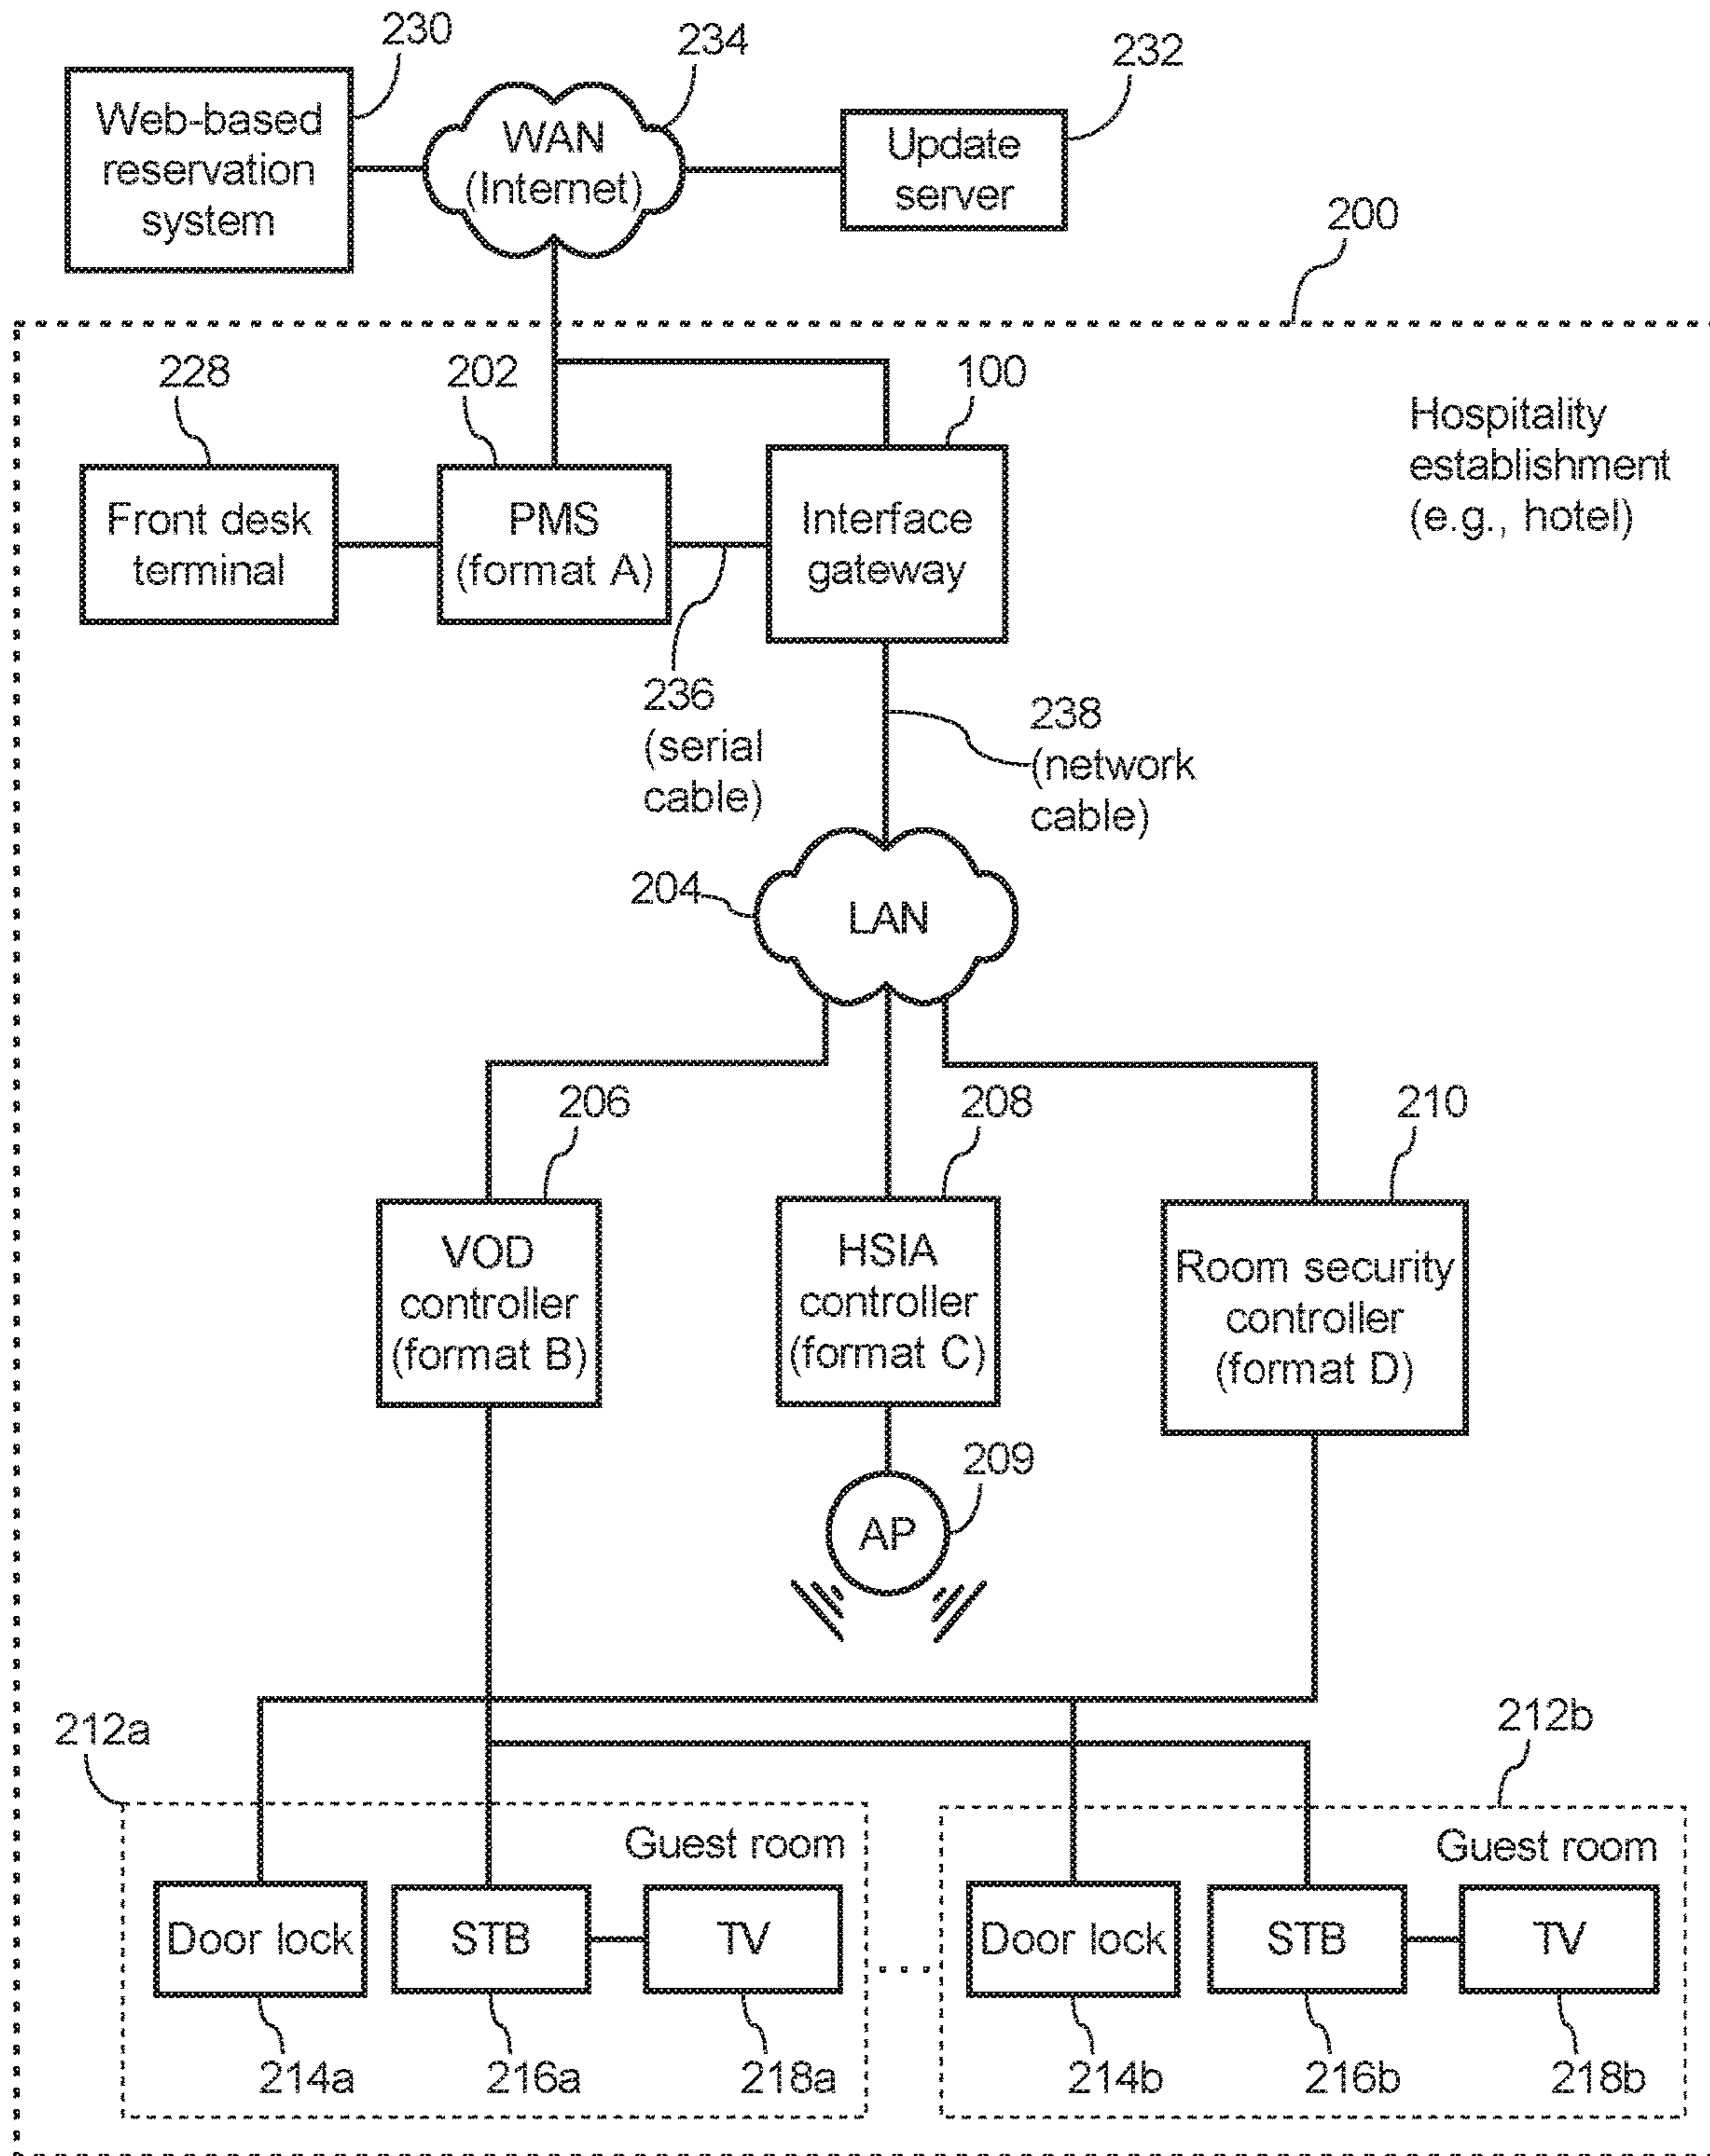 230
234
232
Web-based
reservation
system
WAN
(Internet)
Update
server
200
228
202
100
Hospitality
establishment
(e.g., hotel)
Front desk
terminal
PMS
(format A)
Interface
gateway
236
(serial
cable)
238
(network
cable)
204
LAN
206
208
210
VOD
controller
(format B)
HSIA
controller
(format C)
Room security
controller
(format D)
209
AP
212a
212b
Guest room
Guest room
Door lock
STB
TV
...
Door lock
STB
TV
214a
216a
218a
214b
216b
218b